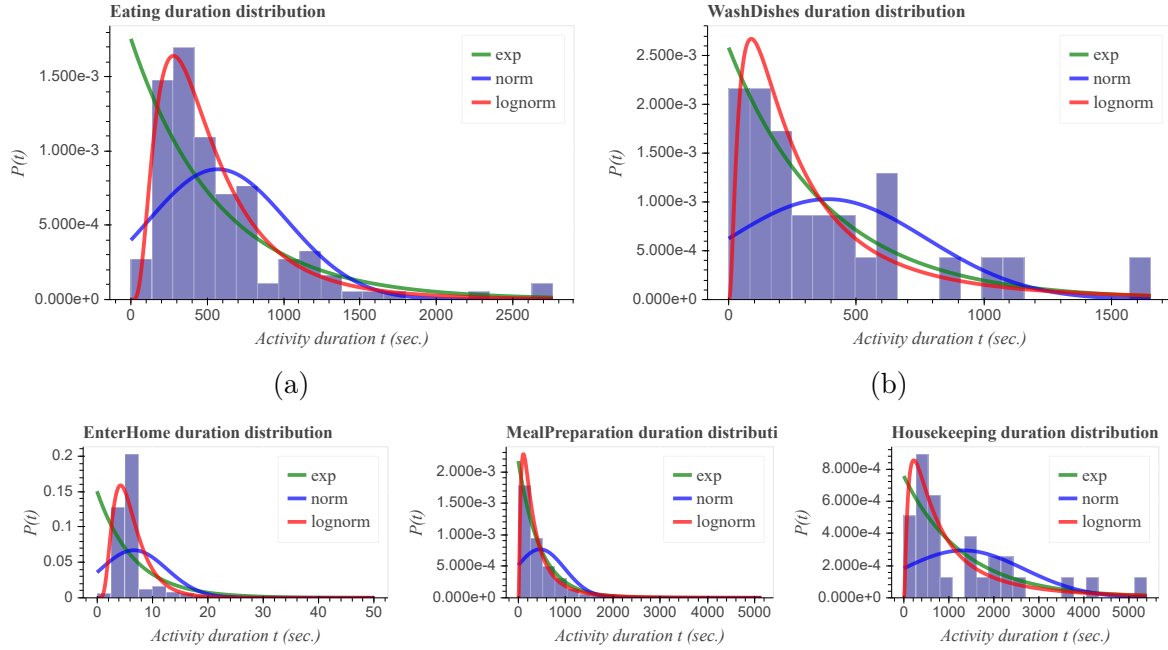 Eating duration distribution
exp
norm
lognorm
1.500e-3
1.000e-3
5.000e-4
0.000e+0
P(t)
0 500 1000 1500 2000 2500
Activity duration t (sec.)
(a)
WashDishes duration distribution
exp
norm
lognorm
2.500e-3
2.000e-3
1.500e-3
1.000e-3
5.000e-4
0.000e+0
P(t)
0 500 1000 1500
Activity duration t (sec.)
(b)
EnterHome duration distribution
exp
norm
lognorm
0.2
0.15
0.1
0.05
0
P(t)
0 20 40 60 80 50
Activity duration t (sec.)
MealPreparation duration distributi
exp
norm
lognorm
2.000e-3
1.500e-3
1.000e-3
5.000e-4
0.000e+0
P(t)
0 1000 2000 3000 4000 5000
Activity duration t (sec.)
Housekeeping duration distribution
exp
norm
lognorm
8.000e-4
6.000e-4
4.000e-4
2.000e-4
0.000e+0
P(t)
0 1000 2000 3000 4000 5000
Activity duration t (sec.)